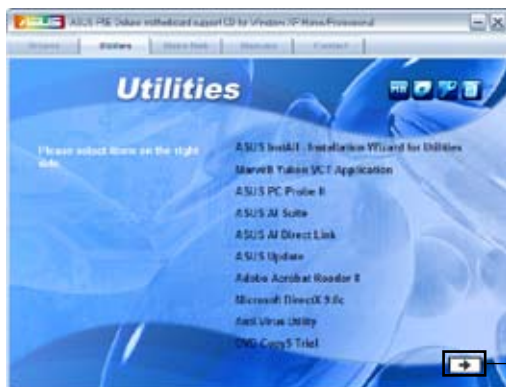 ASUS P5E Deluxe motherboard support CD for Windows XP Home/Professional
Drivers Utilities Make Disk Manuals Contact
Utilities
Please select items on the right side.
ASUS InstAll - Installation Wizard for Utilities
Marvell Yukon VCT Application
ASUS PC Probe II
ASUS AI Suite
ASUS AI Direct Link
ASUS Update
Adobe Acrobat Reader 8
Microsoft DirectX 9.0c
Anti Virus Utility
DVD Copy5 Trial